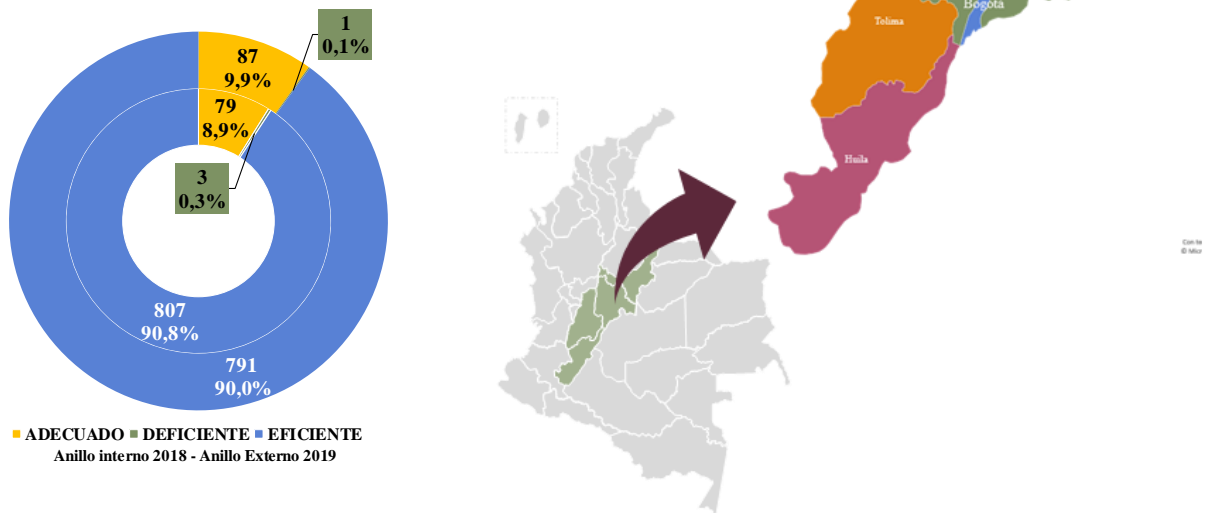 1
0,1%
87
9,9%
79
8,9%
3
0,3%
807
90,8%
791
90,0%
ADECUADO DEFICIENTE EFICIENTE
Anillo interno 2018 - Anillo Externo 2019
Bogotá
Telima
Huila